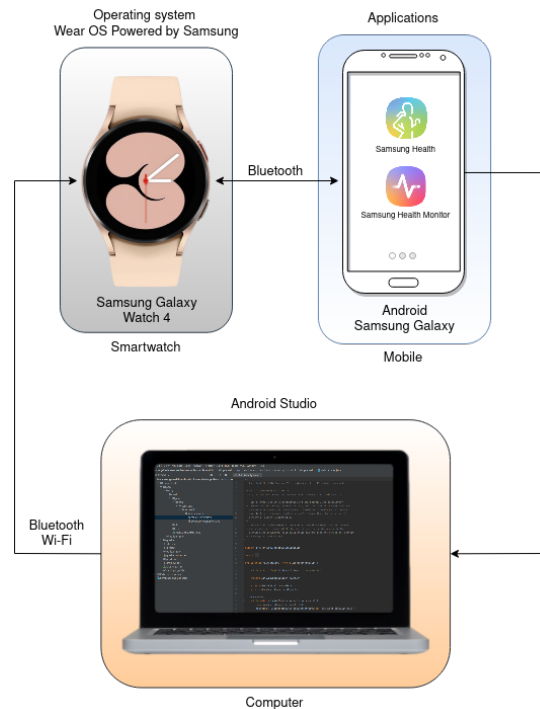 Operating system
Wear OS Powered by Samsung
Applications
Samsung Health
Bluetooth
Samsung Health Monitor
Samsung Galaxy
Watch 4
Android
Samsung Galaxy
Smartwatch
Mobile
Android Studio
Bluetooth
Wi-Fi
Computer